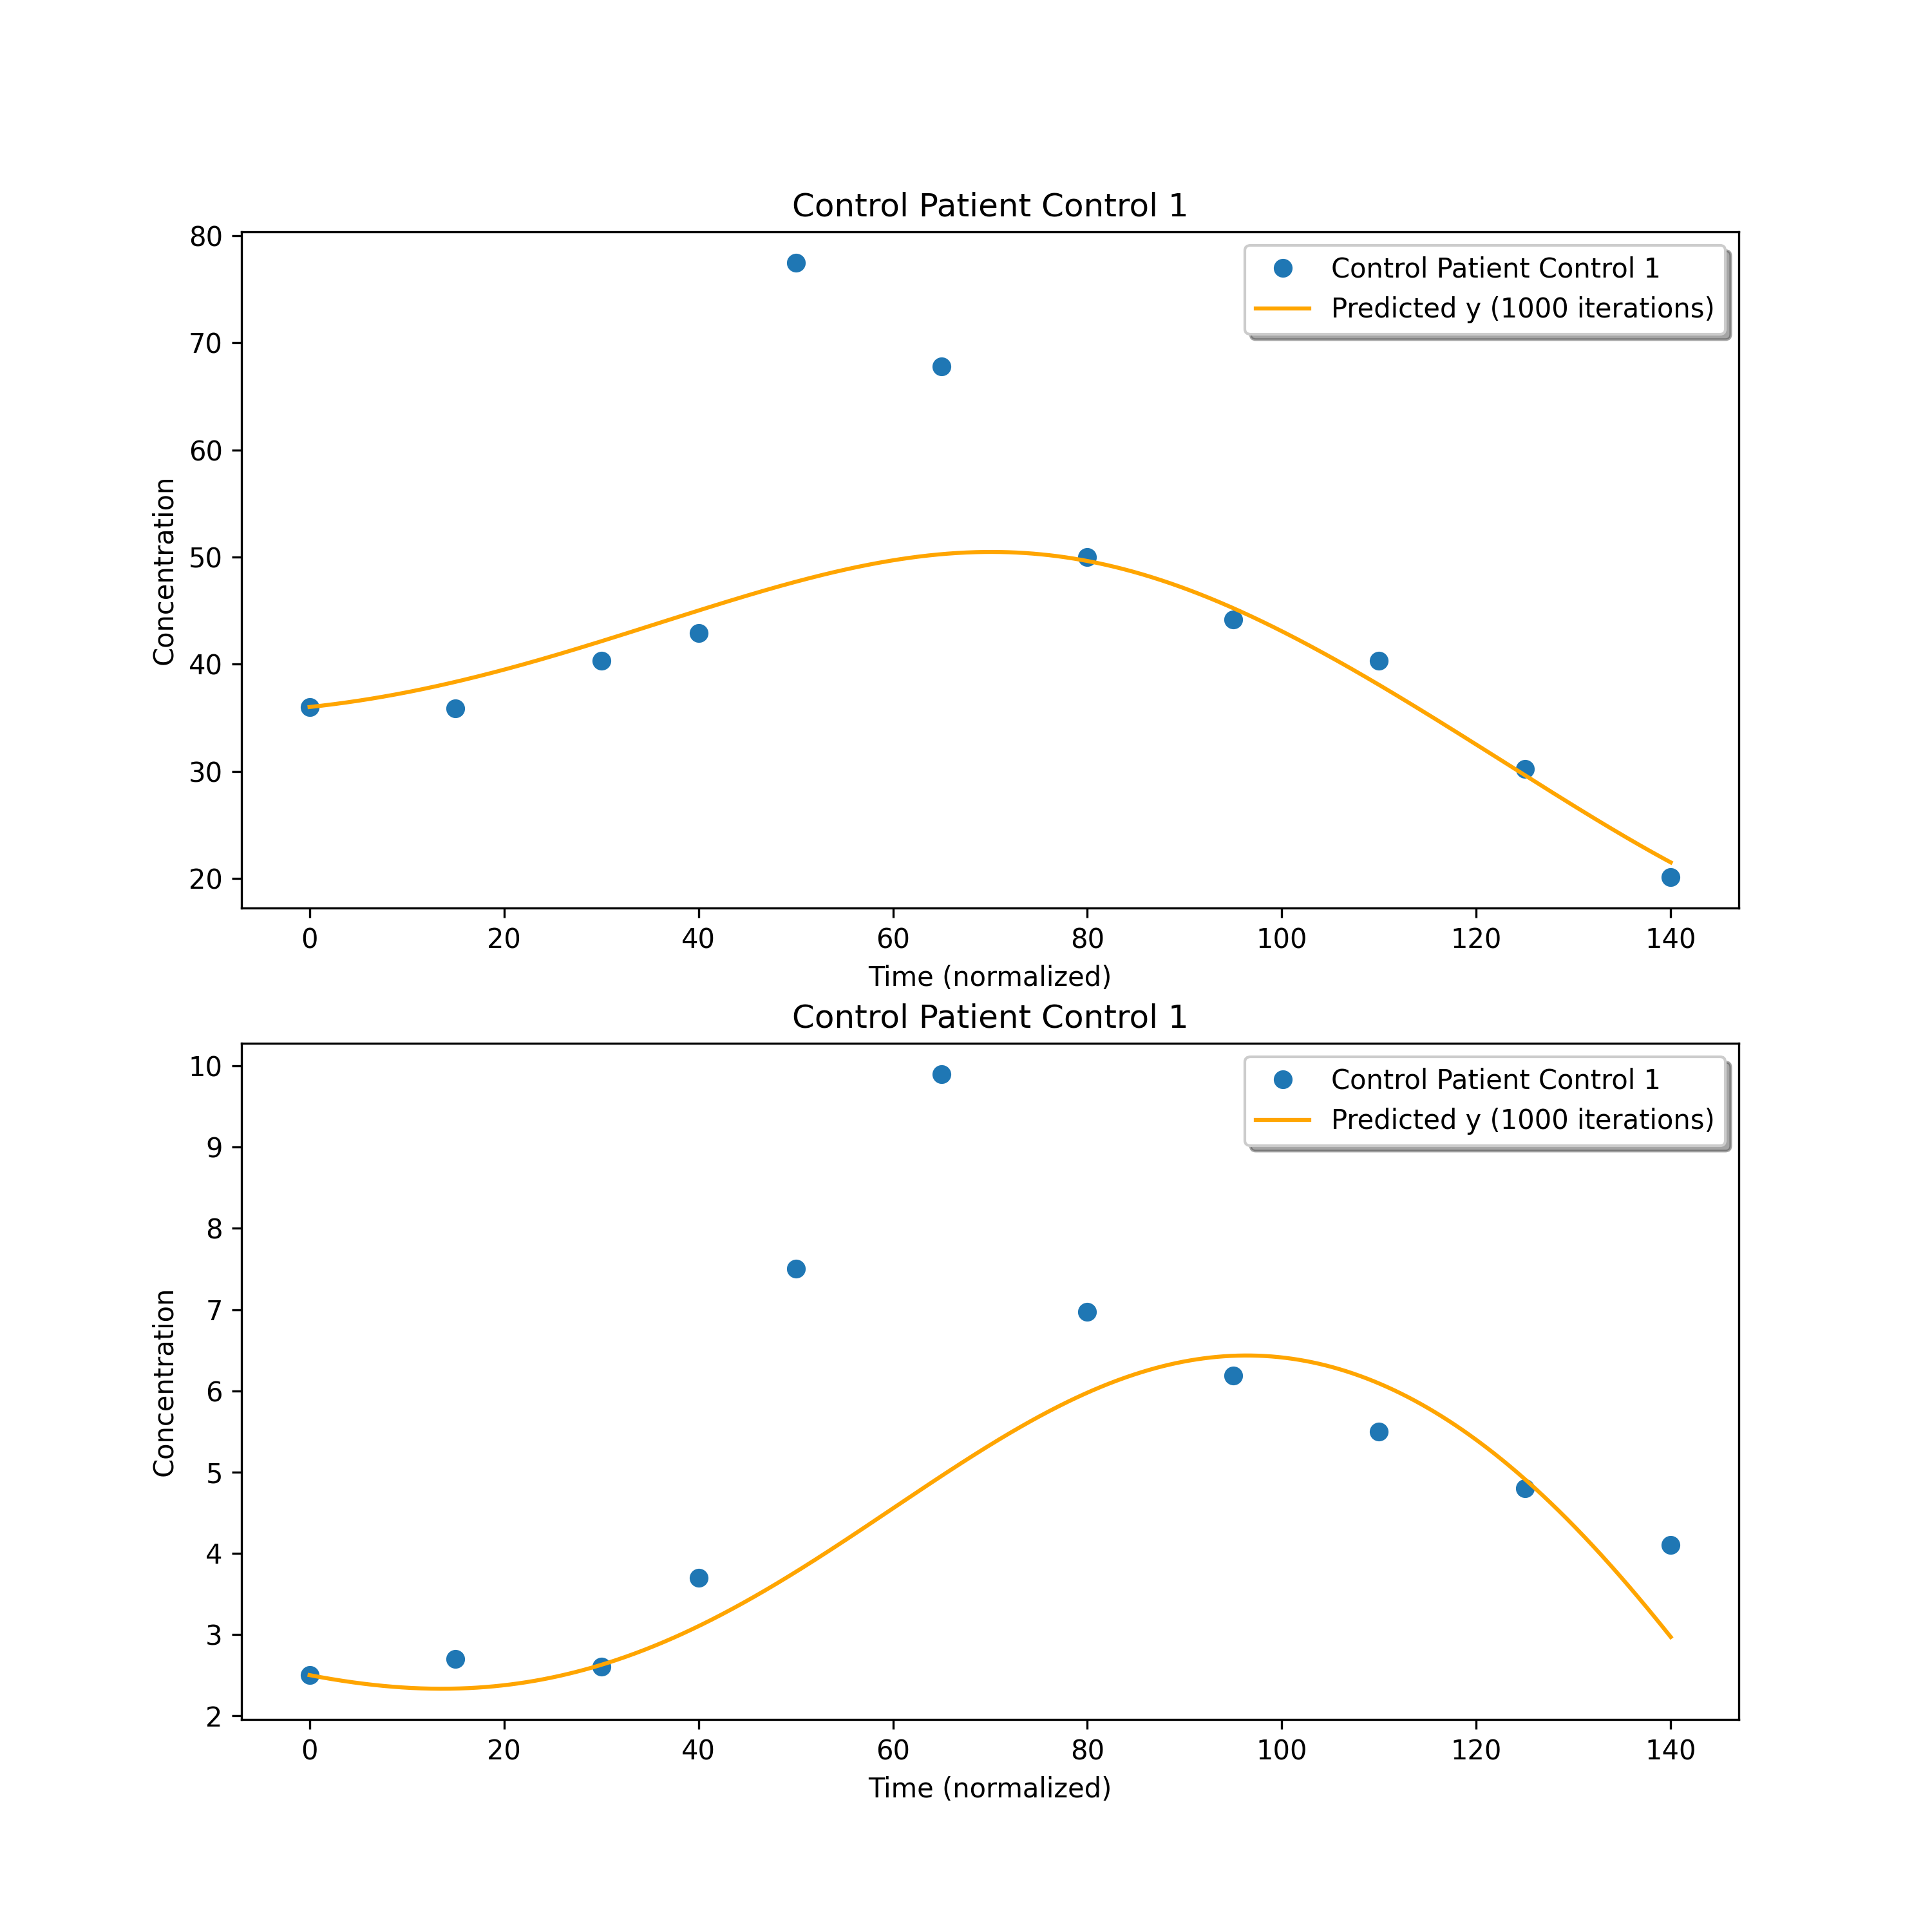 Control Patient Control 1
80
70
60
50
40
30
20
Concentration
Control Patient Control 1
Predicted y (1000 iterations)
0 20 40 60 80 100 120 140
Time (normalized)
Control Patient Control 1
10
9
8
7
6
5
4
3
2
Concentration
Control Patient Control 1
Predicted y (1000 iterations)
0 20 40 60 80 100 120 140
Time (normalized)